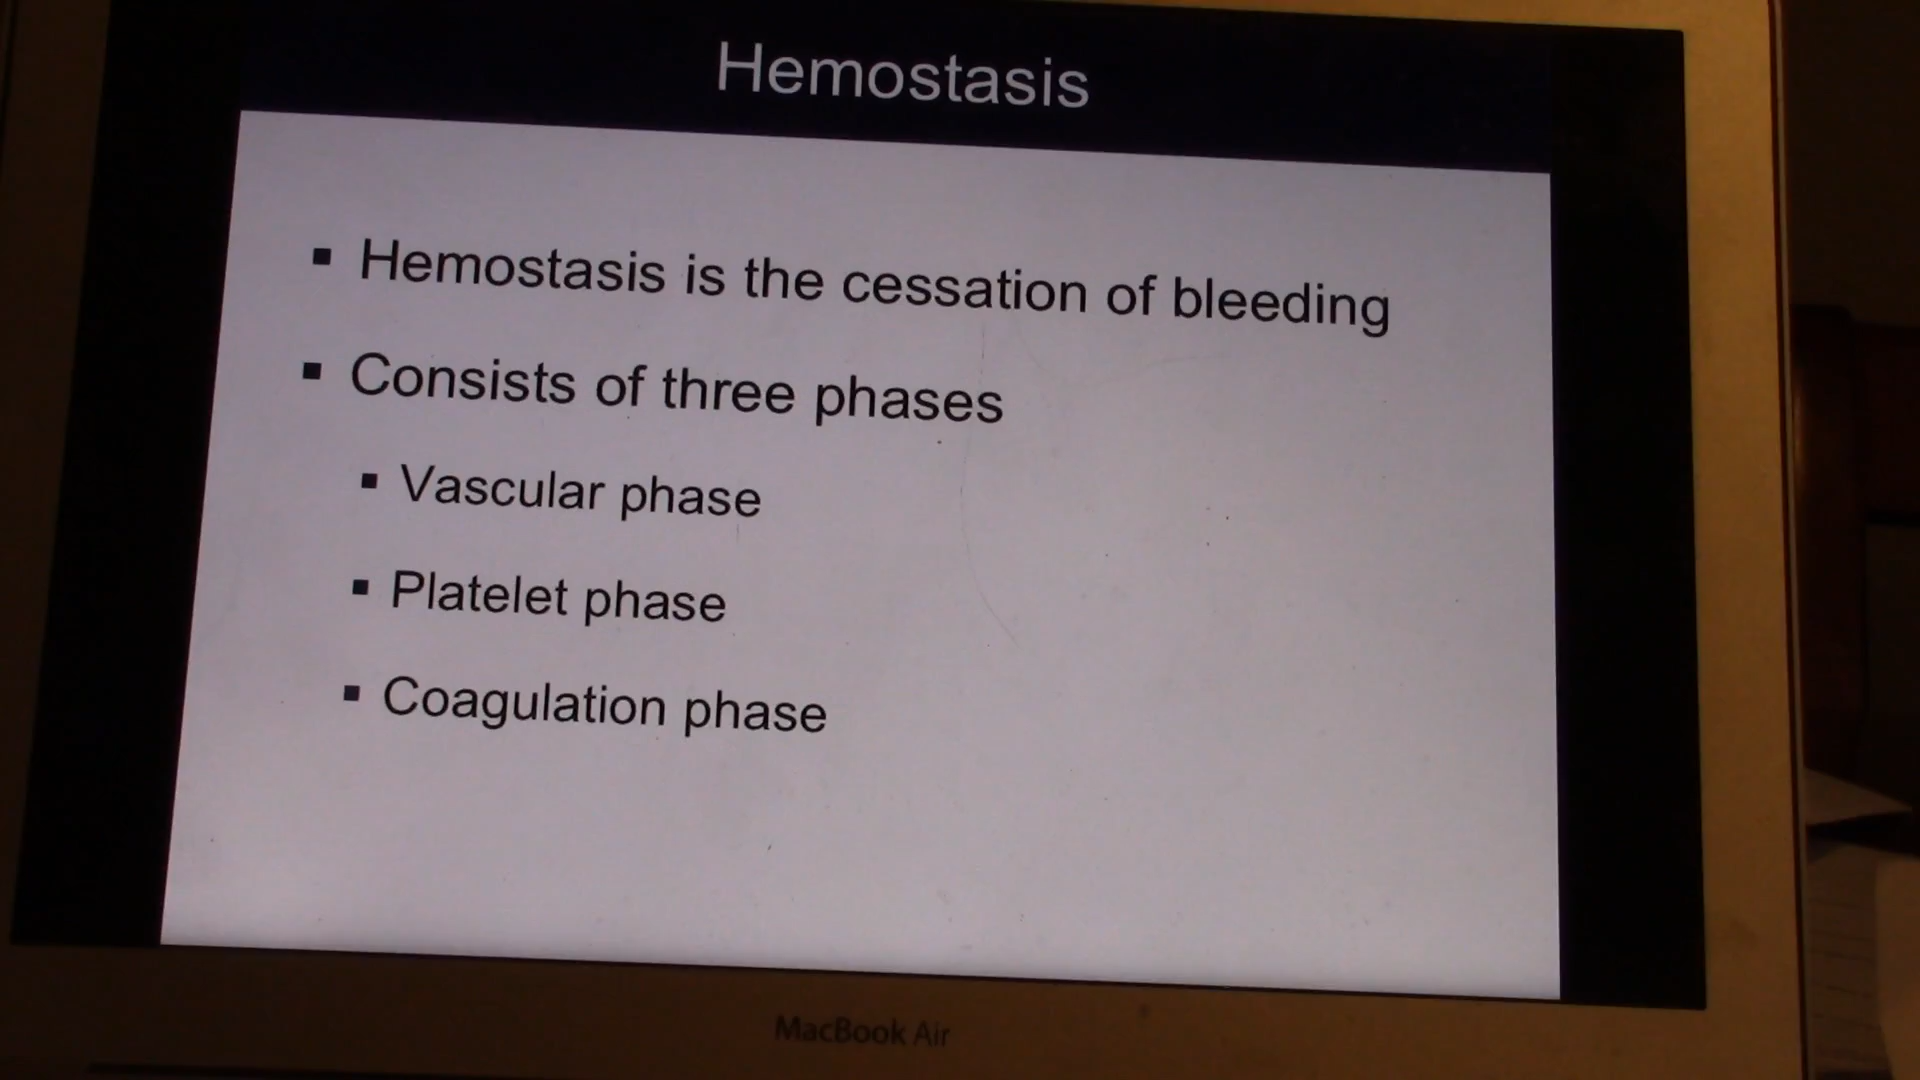 Hemostasis
▪ Hemostasis is the cessation of bleeding
▪ Consists of three phases
▪ Vascular phase
▪ Platelet phase
▪ Coagulation phase
MacBook Air